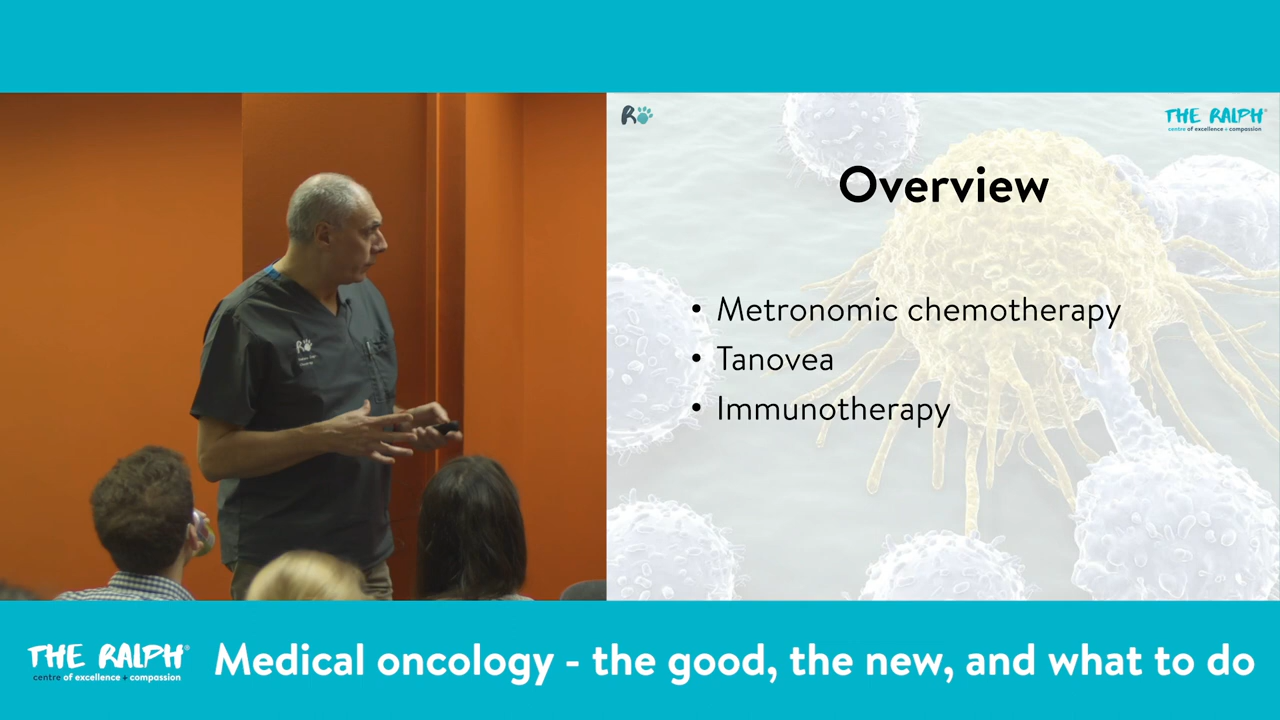 R
THE RALPH®
centre of excellence + compassion
Overview
• Metronomic chemotherapy
• Tanovea
• Immunotherapy
R
THE RALPH®
centre of excellence + compassion
Medical oncology - the good, the new, and what to do